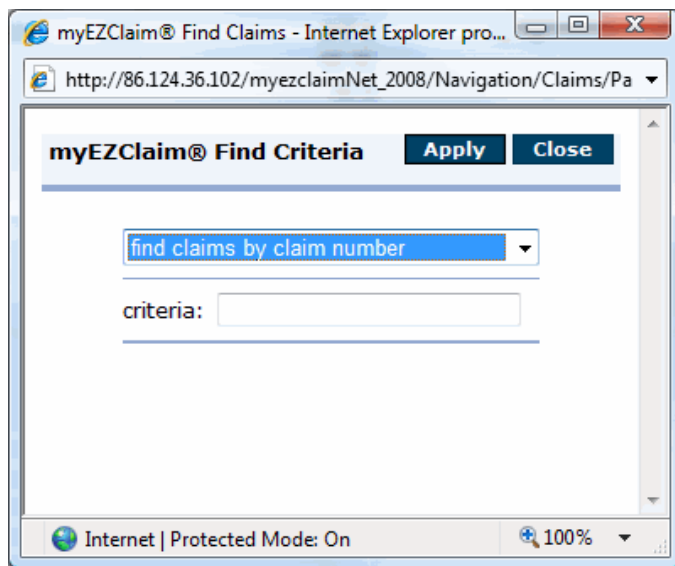 myEZClaim® Find Claims - Internet Explorer pro...
http://86.124.36.102/myezclaimNet_2008/Navigation/Claims/Pa
myEZClaim® Find Criteria Apply Close
find claims by claim number
criteria:
Internet | Protected Mode: On 100%